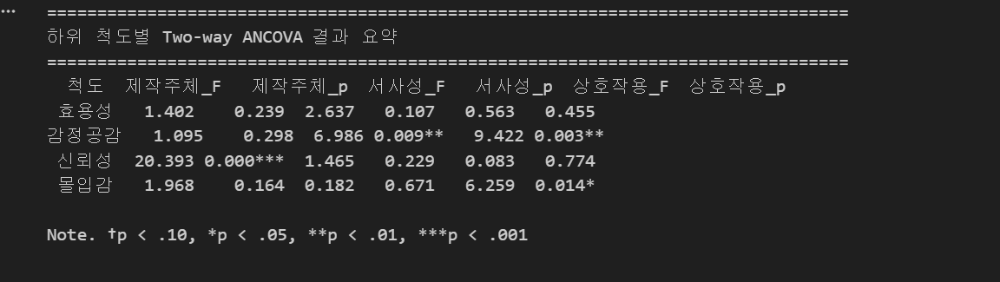 ...
================================================================================
하위 척도별 Two-way ANCOVA 결과 요약
================================================================================
척도 제작주체_F 제작주체_p 서사성_F 서사성_p 상호작용_F 상호작용_p
효용성 1.402 0.239 2.637 0.107 0.563 0.455
감정공감 1.095 0.298 6.986 0.009** 9.422 0.003**
신뢰성 20.393 0.000*** 1.465 0.229 0.083 0.774
몰입감 1.968 0.164 0.182 0.671 6.259 0.014*
Note. †p < .10, *p < .05, **p < .01, ***p < .001